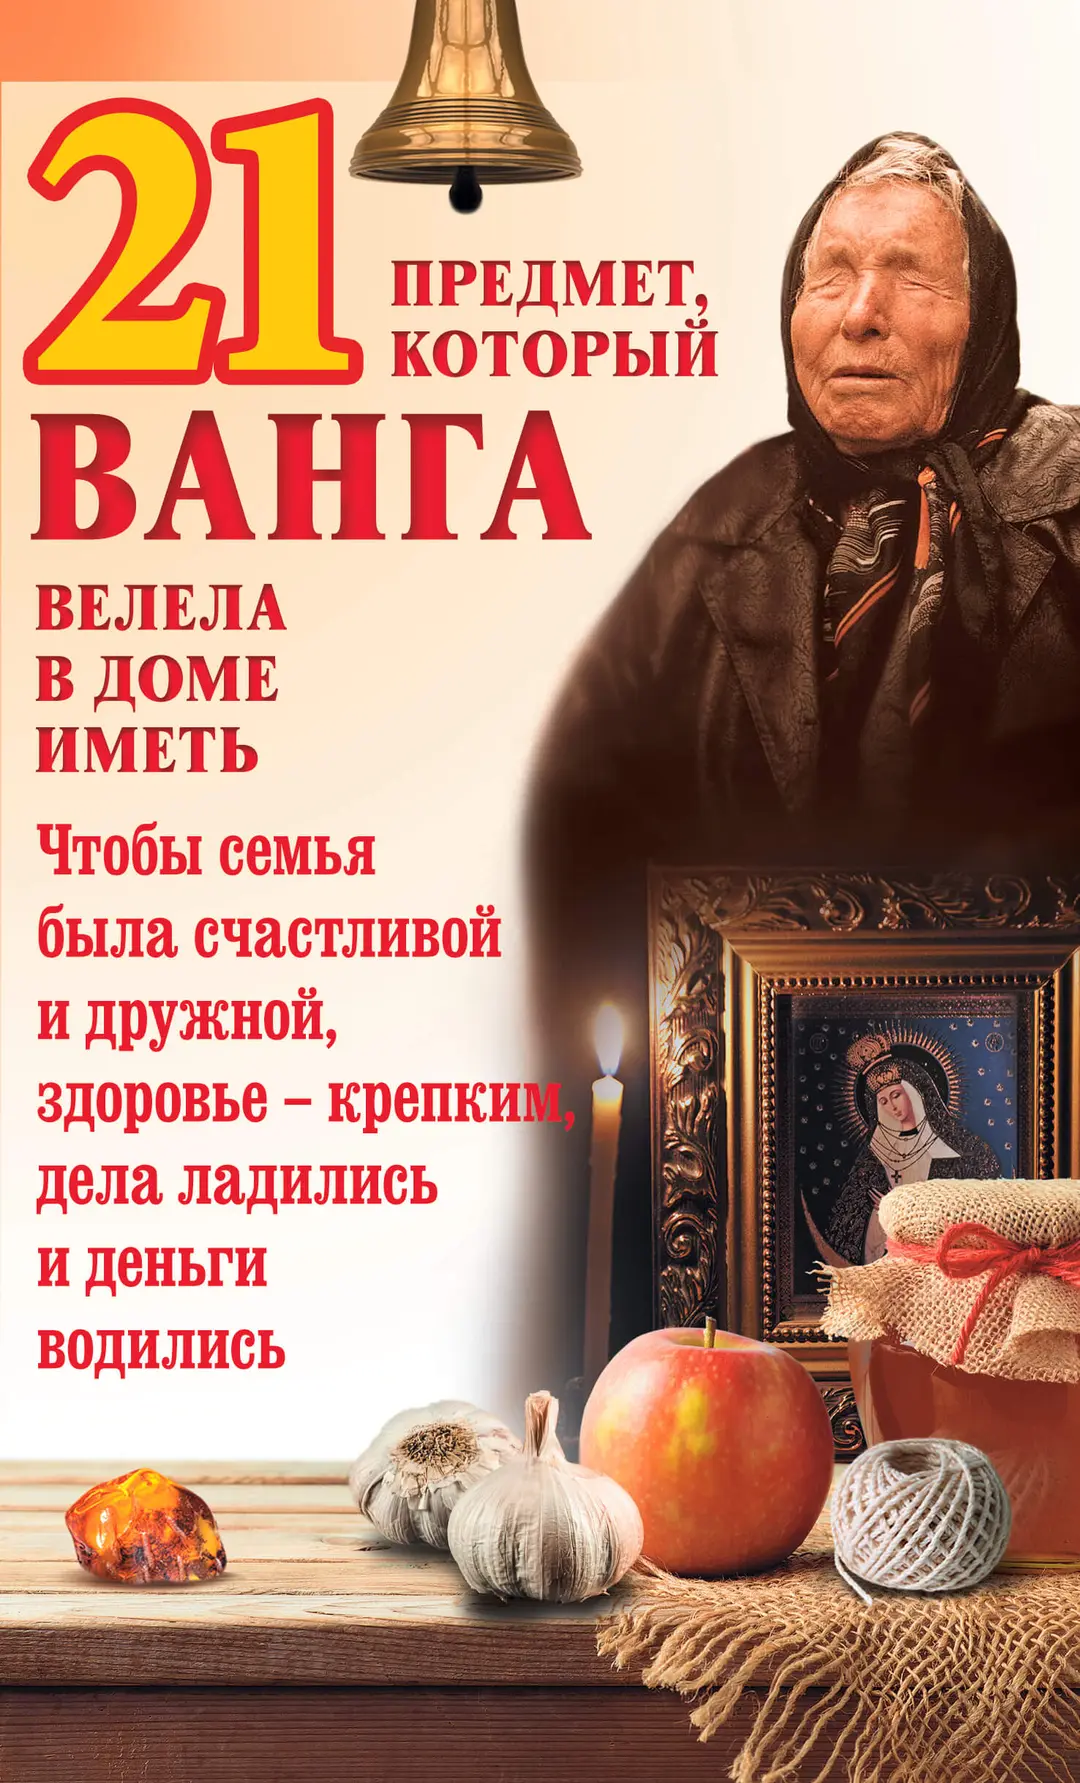 21
ПРЕДМЕТ,
КОТОРЫЙ
ВАНГА
ВЕЛЕЛА
В ДОМЕ
ИМЕТЬ
Чтобы семья
была счастливой
и дружной,
здоровье – крепким,
дела ладились
и деньги
водились